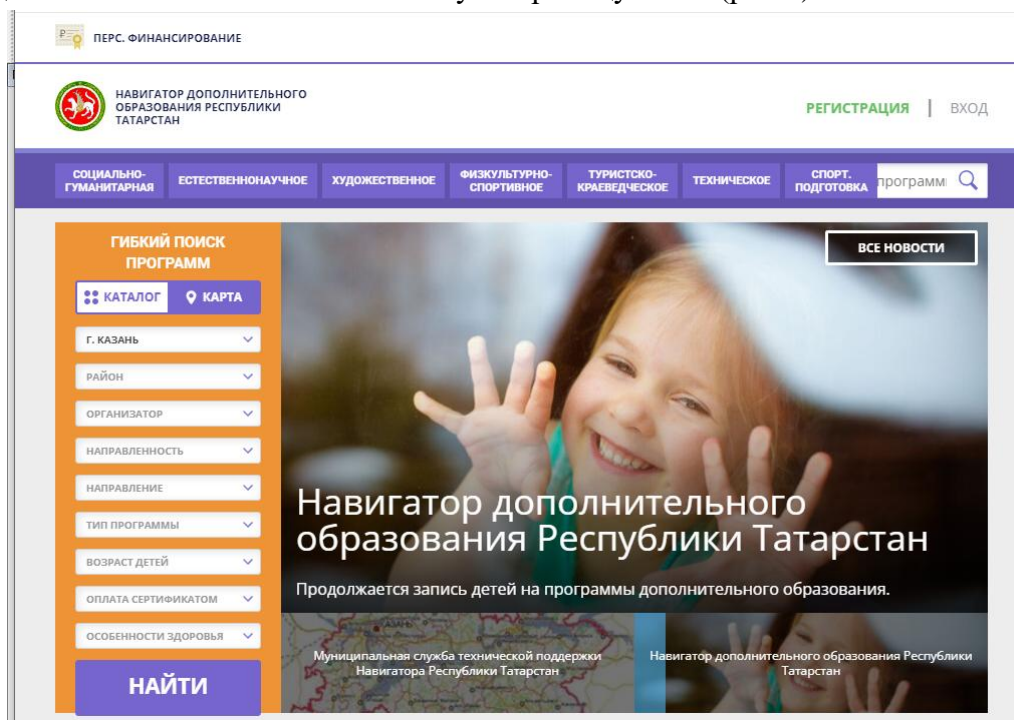 ПЕРС. ФИНАНСИРОВАНИЕ
НАВИГАТОР ДОПОЛНИТЕЛЬНОГО
ОБРАЗОВАНИЯ РЕСПУБЛИКИ
ТАТАРСТАН
РЕГИСТРАЦИЯ | ВХОД
СОЦИАЛЬНО-
ГУМАНИТАРНАЯ
ЕСТЕСТВЕННОНАУЧНОЕ
ХУДОЖЕСТВЕННОЕ
ФИЗКУЛЬТУРНО-
СПОРТИВНОЕ
ТУРИСТСКО-
КРАЕВЕДЧЕСКОЕ
ТЕХНИЧЕСКОЕ
СПОРТ.
ПОДГОТОВКА
программ
ГИБКИЙ ПОИСК
ПРОГРАММ
КАТАЛОГ
КАРТА
Г. КАЗАНЬ
РАЙОН
ОРГАНИЗАТОР
НАПРАВЛЕННОСТЬ
НАПРАВЛЕНИЕ
ТИП ПРОГРАММЫ
ВОЗРАСТ ДЕТЕЙ
ОПЛАТА СЕРТИФИКАТОМ
ОСОБЕННОСТИ ЗДОРОВЬЯ
НАЙТИ
ВСЕ НОВОСТИ
Навигатор дополнительного
образования Республики Татарстан
Продолжается запись детей на программы дополнительного образования.
Муниципальная служба технической поддержки
Навигатора Республики Татарстан
Навигатор дополнительного образования Республики
Татарстан